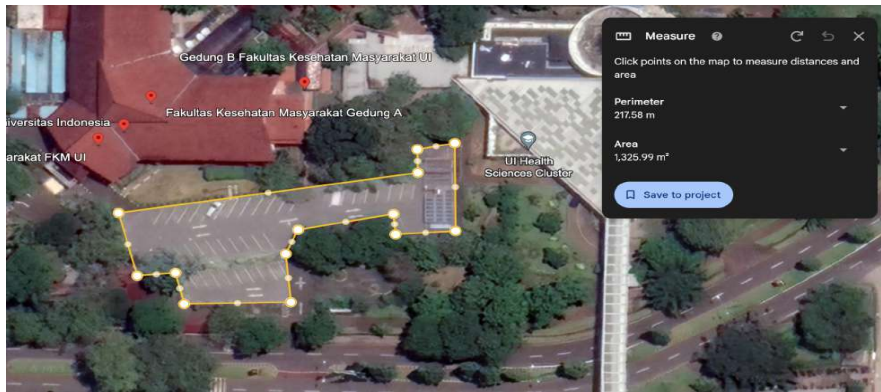 Gedung B Fakultas Kesehatan Masyarakat UI
Fakultas Kesehatan Masyarakat Gedung A
iversitas Indonesia
arakat FKM UI
UI Health
Sciences Cluster
Measure
Click points on the map to measure distances and
area
Perimeter
217.58 m
Area
1,325.99 m²
Save to project